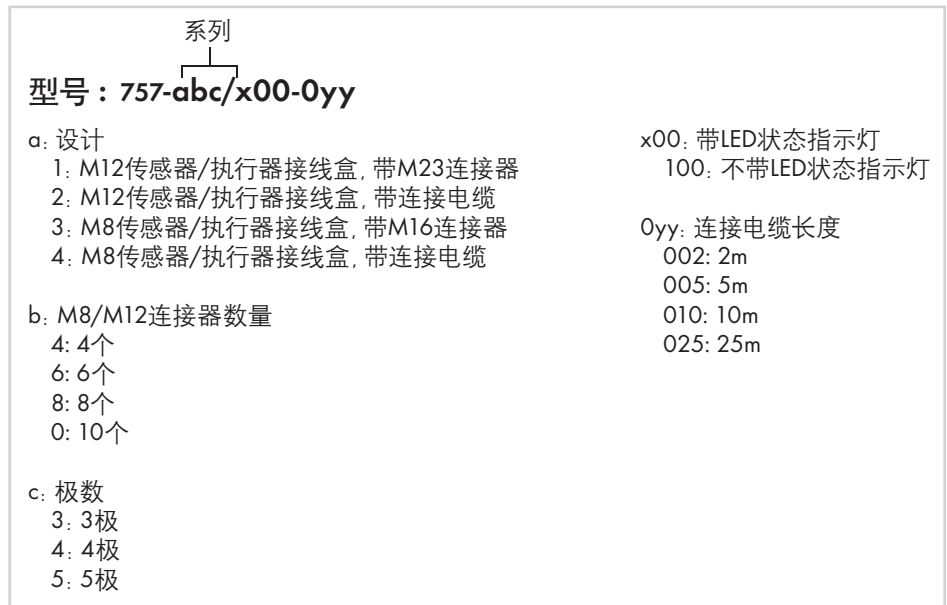 系列
型号：757-abc/x00-0yy
a: 设计
1: M12传感器/执行器接线盒, 带M23连接器
2: M12传感器/执行器接线盒, 带连接电缆
3: M8传感器/执行器接线盒, 带M16连接器
4: M8传感器/执行器接线盒, 带连接电缆
b: M8/M12连接器数量
4: 4个
6: 6个
8: 8个
0: 10个
c: 极数
3: 3极
4: 4极
5: 5极
x00: 带LED状态指示灯
100: 不带LED状态指示灯
0yy: 连接电缆长度
002: 2m
005: 5m
010: 10m
025: 25m